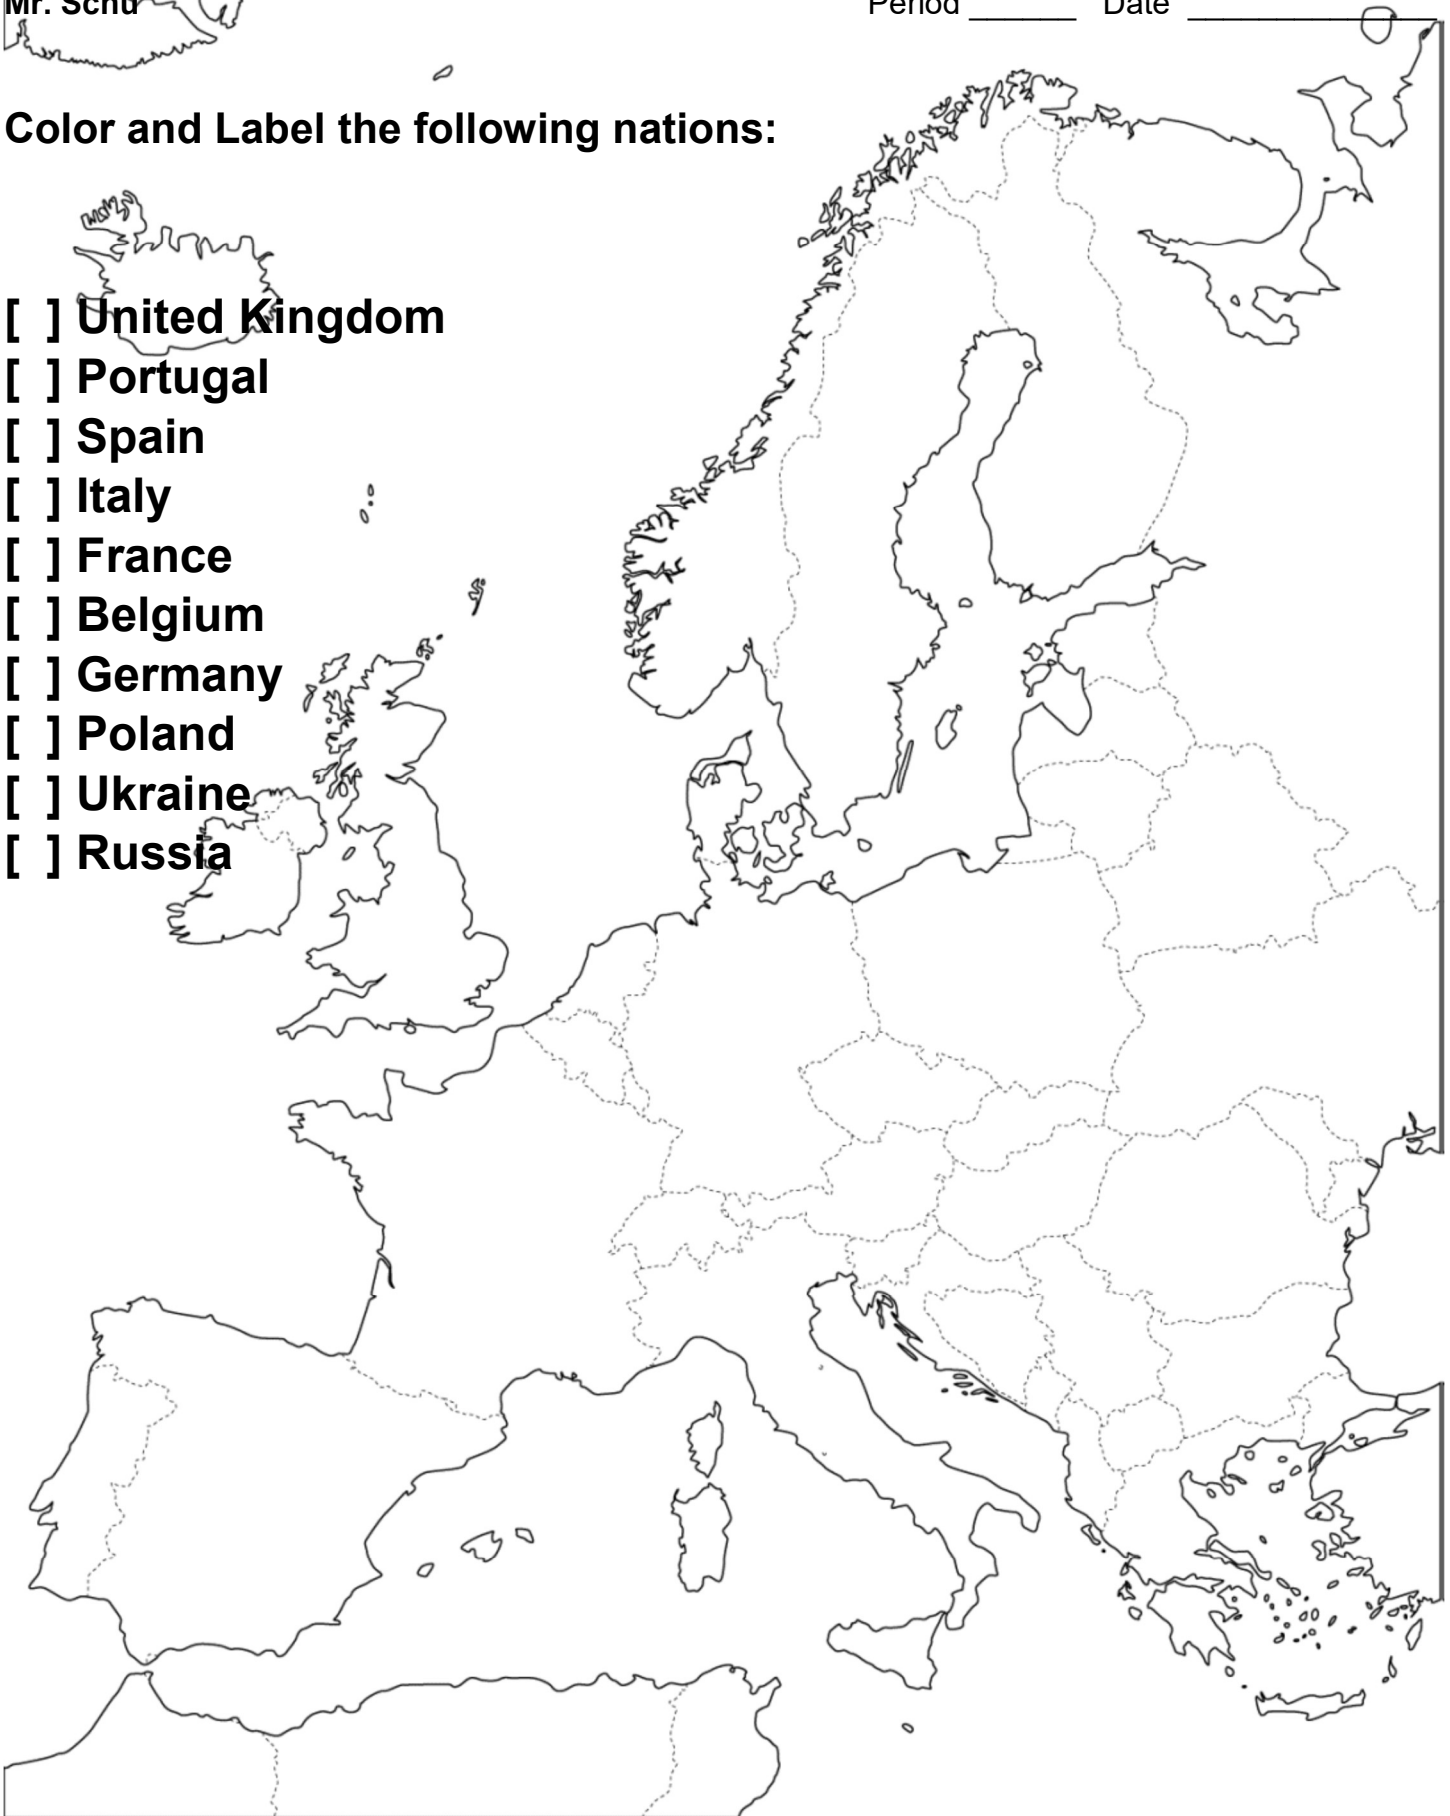 Mr. Schu
Period ______ Date ______________
Color and Label the following nations:
[ ] United Kingdom
[ ] Portugal
[ ] Spain
[ ] Italy
[ ] France
[ ] Belgium
[ ] Germany
[ ] Poland
[ ] Ukraine
[ ] Russia